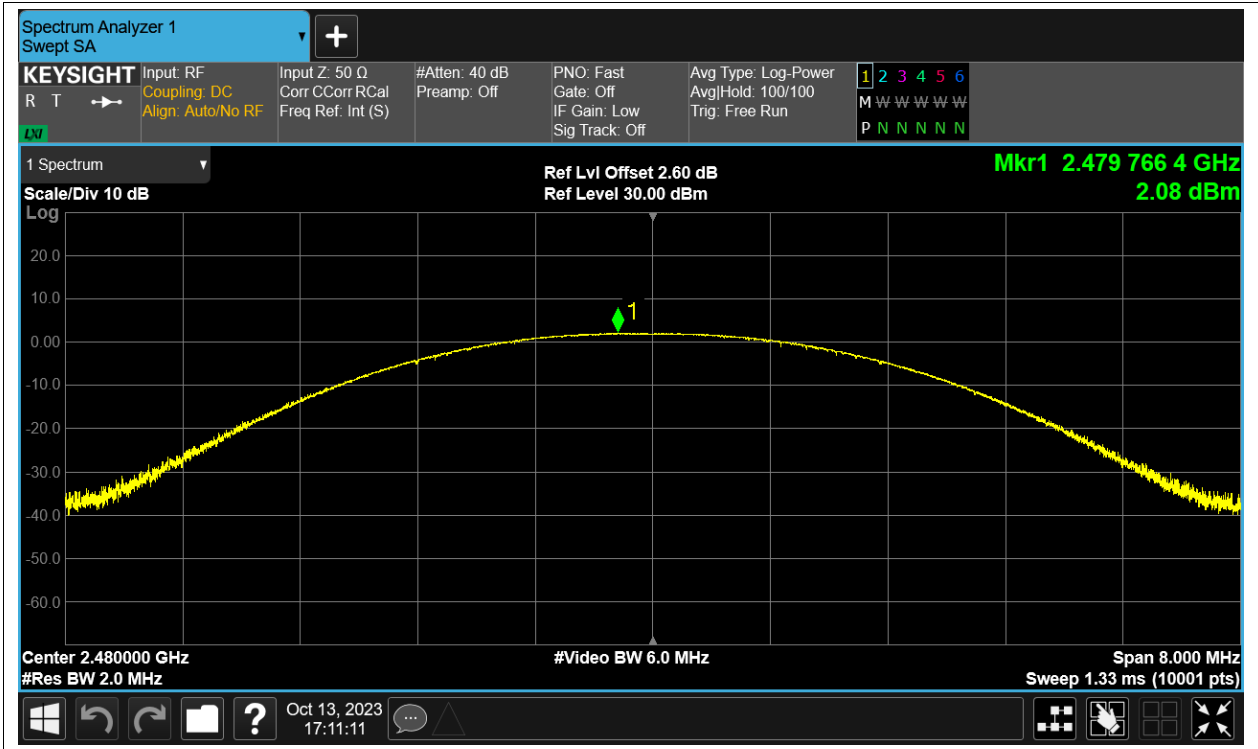 Spectrum Analyzer 1
Swept SA
+
KEYSIGHT
R T
LXI
Input: RF
Coupling: DC
Align: Auto/No RF
Input Z: 50 Ω
Corr CCorr RCal
Freq Ref: Int (S)
#Atten: 40 dB
Preamp: Off
PNO: Fast
Gate: Off
IF Gain: Low
Sig Track: Off
Avg Type: Log-Power
Avg|Hold: 100/100
Trig: Free Run
1 2 3 4 5 6
M W W W W W
P N N N N N
1 Spectrum
Scale/Div 10 dB
Log
Ref Lvl Offset 2.60 dB
Ref Level 30.00 dBm
Mkr1 2.479 766 4 GHz
2.08 dBm
20.0
10.0
0.00
-10.0
-20.0
-30.0
-40.0
-50.0
-60.0
1
Center 2.480000 GHz
#Res BW 2.0 MHz
#Video BW 6.0 MHz
Span 8.000 MHz
Sweep 1.33 ms (10001 pts)
?
Oct 13, 2023
17:11:11